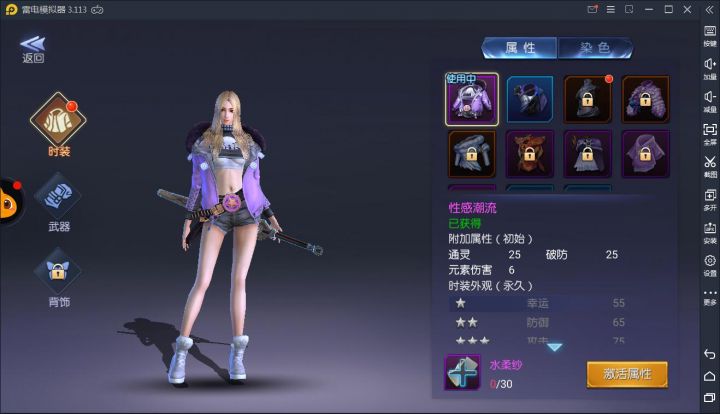 雷电模拟器 3.113
返回
属性
染色
使用中
时装
武器
背饰
性感潮流
已获得
附加属性（初始）
通灵 25 破防 25
元素伤害 6
时装外观（永久）
★ 幸运 55
★★ 防御 65
★★★ 攻击 75
水柔纱
0/30
激活属性
按键
加量
减量
全屏
截图
多开
安装
设置
更多